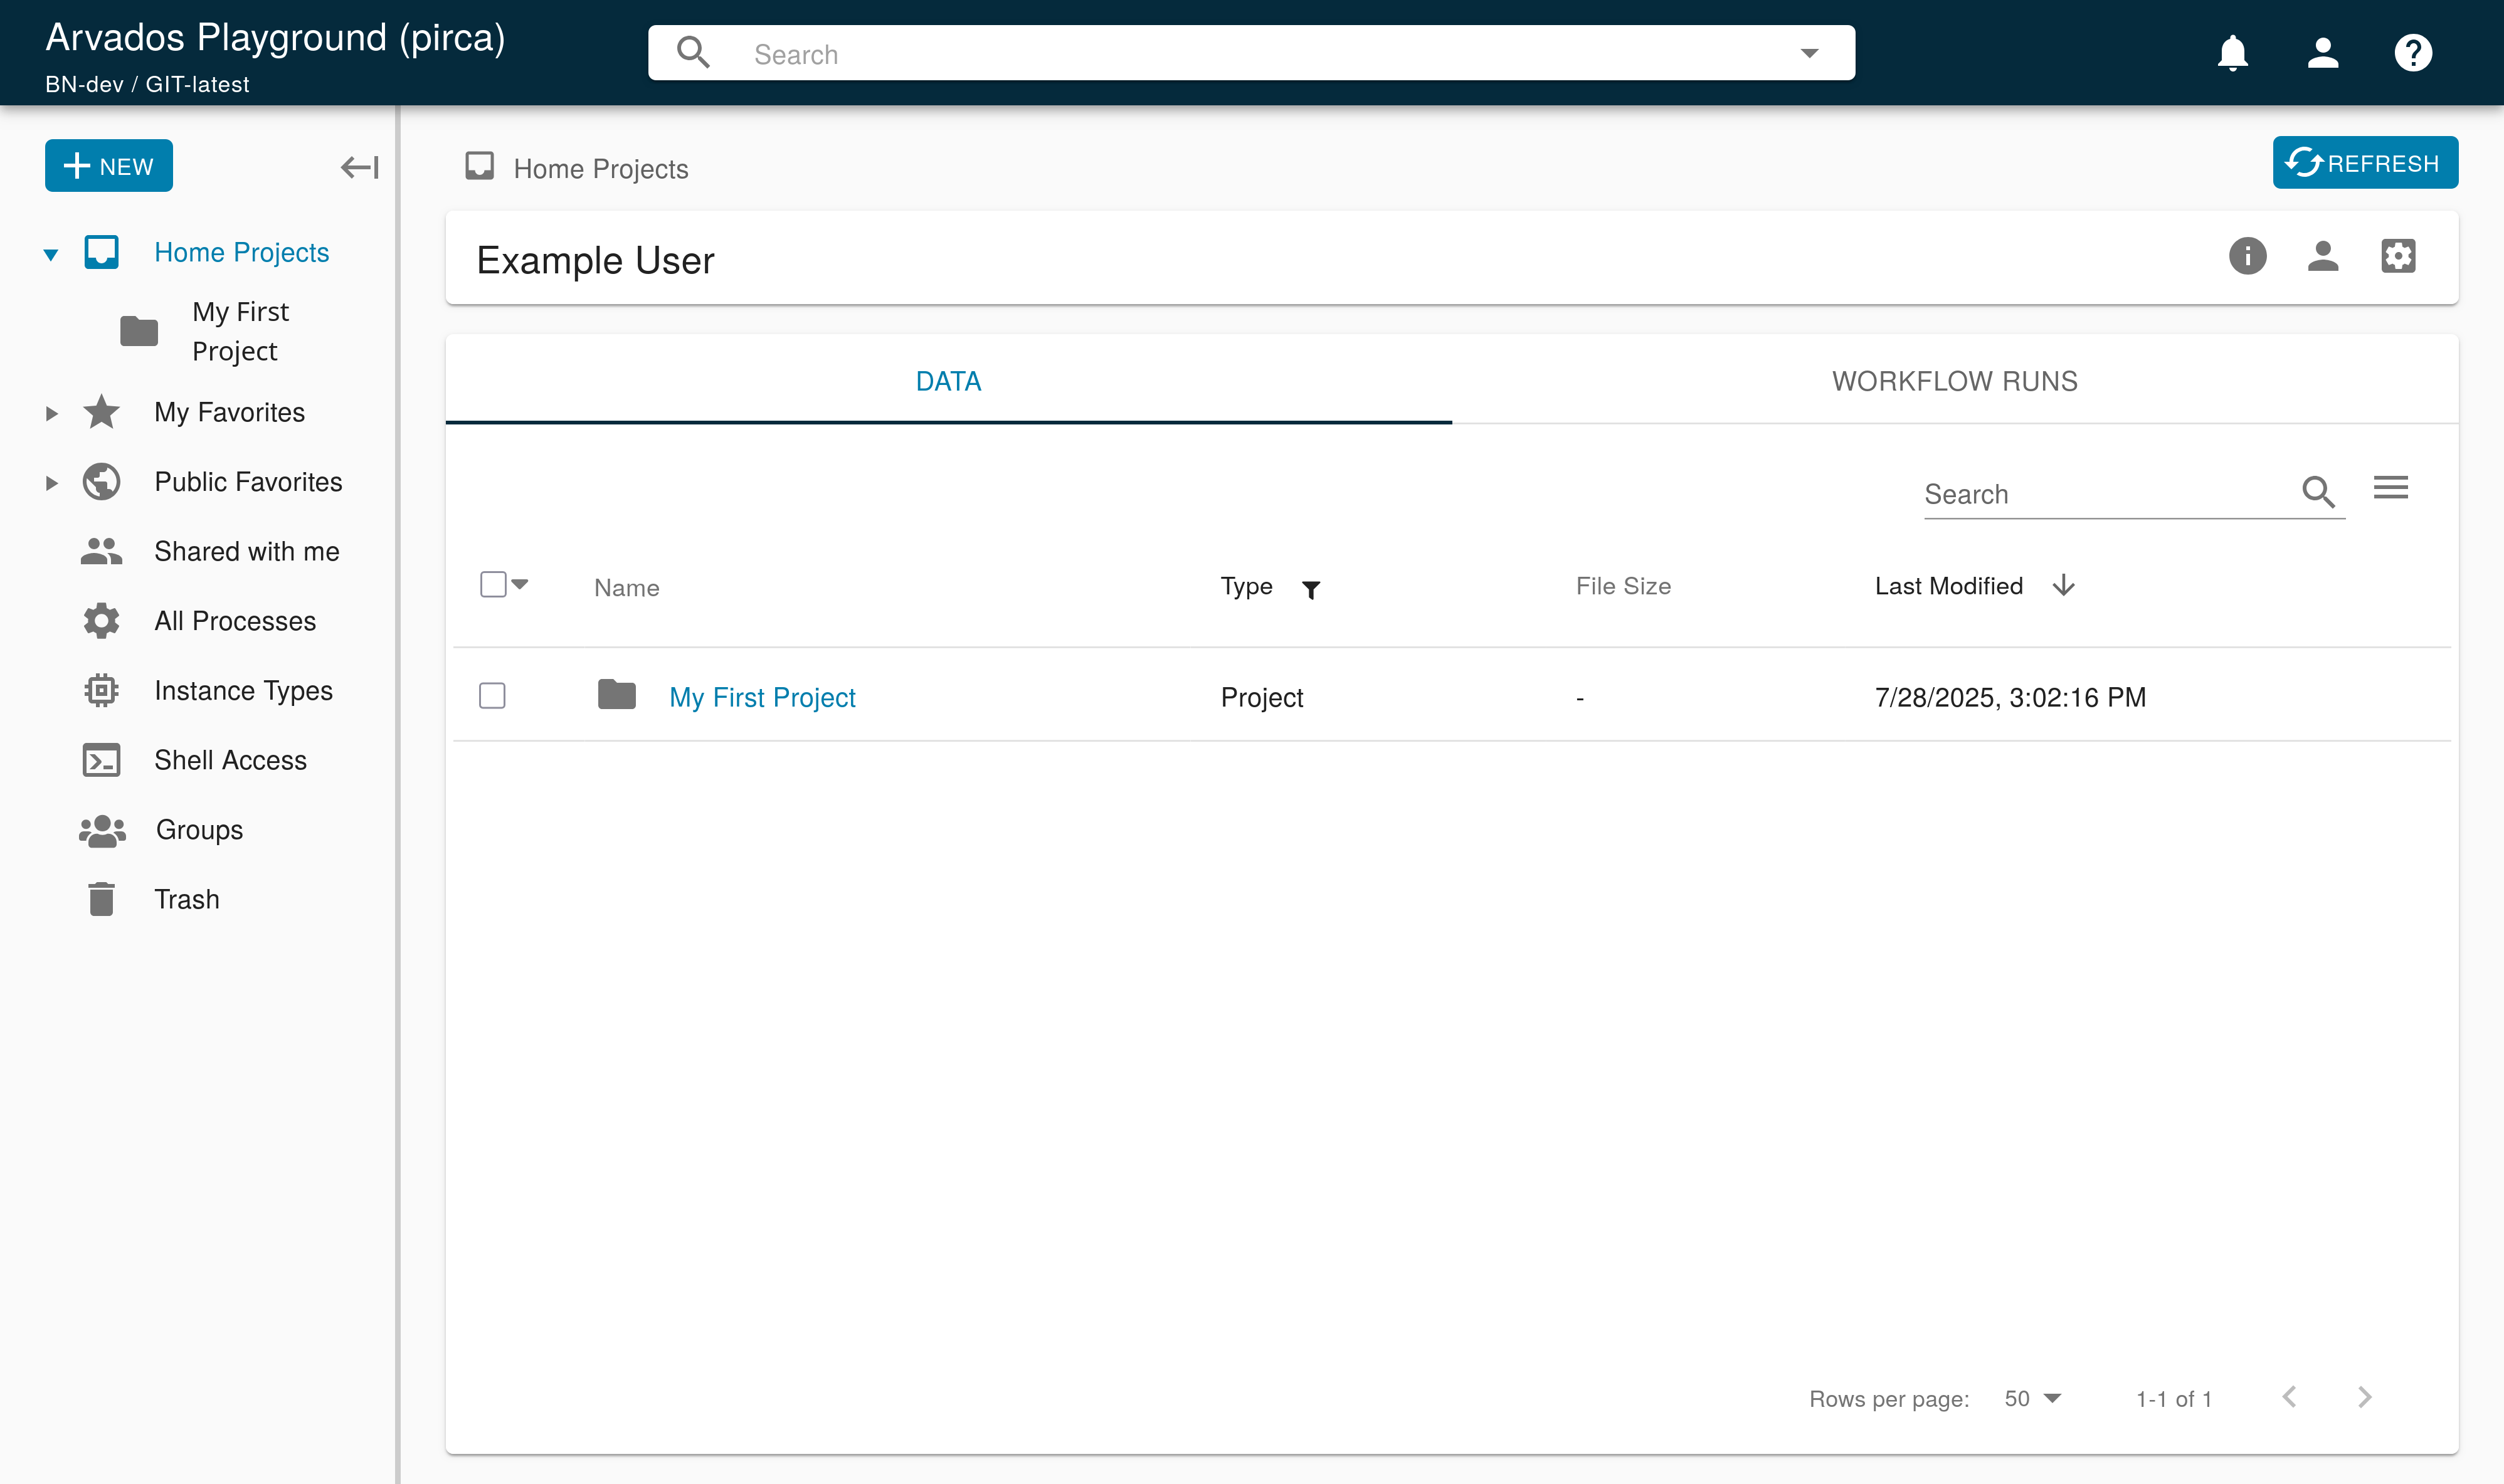 Arvados Playground (pirca)
BN-dev / GIT-latest
Search
NEW
Home Projects
My First
Project
My Favorites
Public Favorites
Shared with me
All Processes
Instance Types
Shell Access
Groups
Trash
Home Projects
REFRESH
Example User
DATA WORKFLOW RUNS
Search
Name Type File Size Last Modified
My First Project Project - 7/28/2025, 3:02:16 PM
Rows per page: 50 1-1 of 1